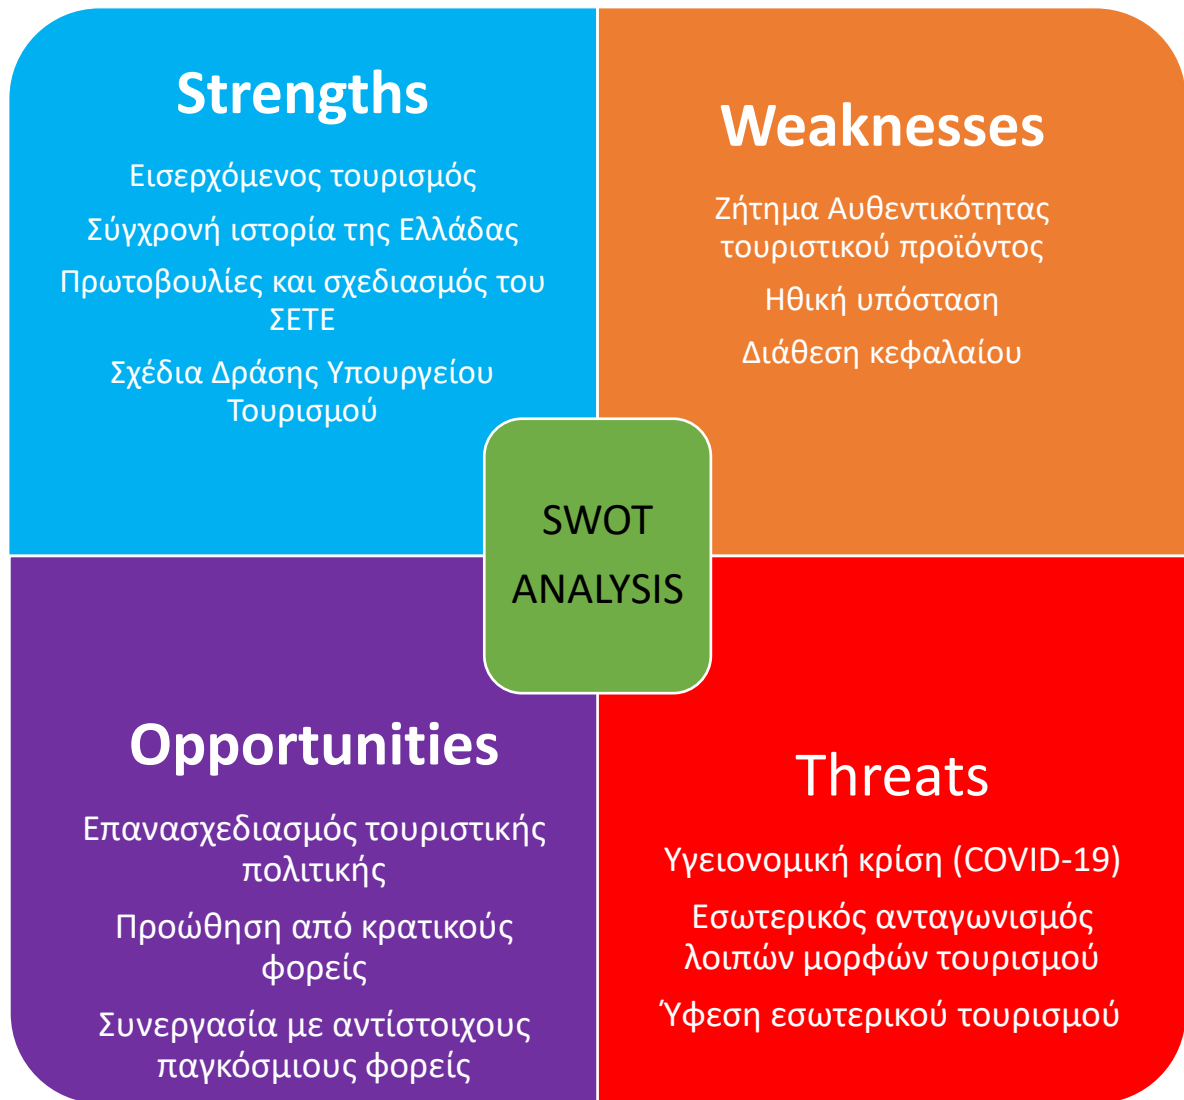 Strengths
Εισερχόμενος τουρισμός
Σύγχρονή ιστορία της Ελλάδας
Πρωτοβουλίες και σχεδιασμός του
ΣΕΤΕ
Σχέδια Δράσης Υπουργείου
Τουρισμού
Weaknesses
Ζήτημα Αυθεντικότητας
τουριστικού προϊόντος
Ηθική υπόσταση
Διάθεση κεφαλαίου
SWOT
ANALYSIS
Opportunities
Επανασχεδιασμός τουριστικής
πολιτικής
Προώθηση από κρατικούς
φορείς
Συνεργασία με αντίστοιχους
παγκόσμιους φορείς
Threats
Υγειονομική κρίση (COVID-19)
Εσωτερικός ανταγωνισμός
λοιπών μορφών τουρισμού
Ύφεση εσωτερικού τουρισμού